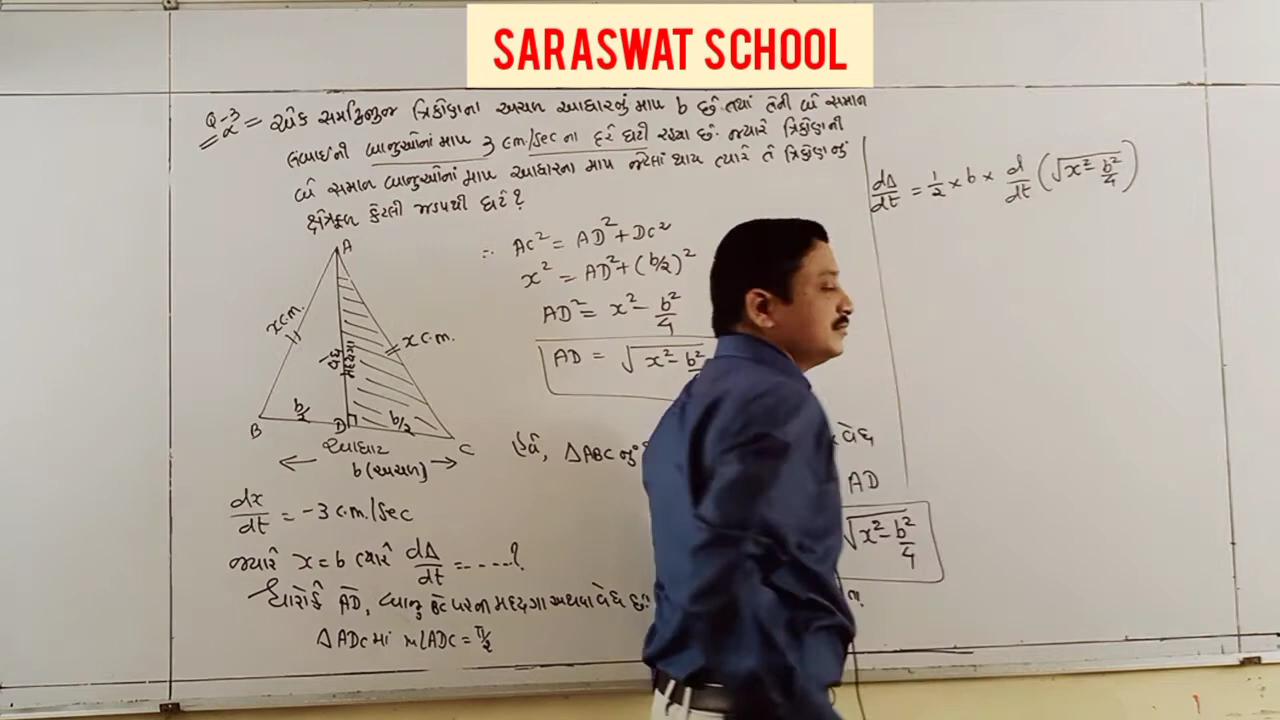 SARASWAT SCHOOL
Q-3
2 = એક સમદ્વિભુજ ત્રિકોણના અચળ આધારનું માપ b છે તથા તેની બે સમાન
લંબાઈની બાજુઓનાં માપ 3 cm/sec ના દરે ઘટી રહ્યા છે. જ્યારે ત્રિકોણની
બે સમાન બાજુઓનાં માપ આધારના માપ જેટલાં થાય ત્યારે તે ત્રિકોણનું
ક્ષેત્રફળ કેટલી ઝડપથી ઘટે?
A
x c.m.
x c.m.
વેધ
મધ્યગા
b/2
b/2
B
D
C
આધાર
b (અચળ)
dx/dt = -3 c.m./sec
જ્યારે x = b ત્યારે dΔ/dt = -----?
ધારોકે AD, બાજુ BC પરના મધ્યગા અથવા વેધ છે.
ΔADC માં m∠ADC = π/2
∴ AC² = AD² + DC²
x² = AD² + (b/2)²
AD² = x² - b²/4
AD = √x² - b²
હવે, ΔABC નું
વેધ
AD
√x² - b²/4
dΔ/dt = 1/2 × b × d/dt (√x² - b²/4)